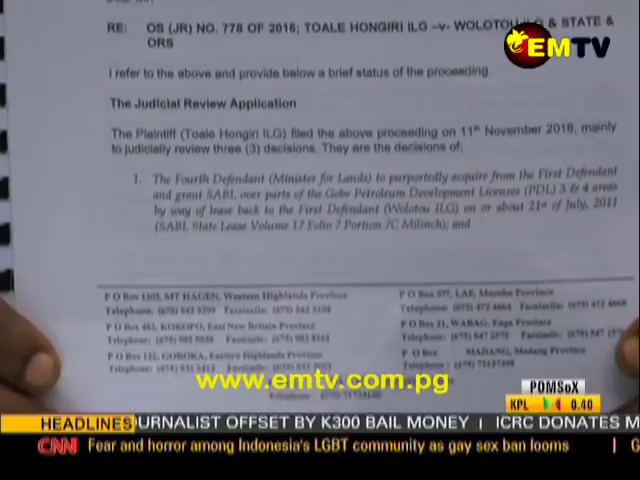 RE: OS (JR) NO. 778 OF 2016; TOALE HONGIRI ILG -v- WOLOTOU ILG & STATE &
ORS
EMTV
I refer to the above and provide below a brief status of the proceeding.
The Judicial Review Application
The Plaintiff (Toale Hongiri ILG) filed the above proceeding on 11th November 2016, mainly
to judicially review three (3) decisions. They are the decisions of;
1. The Fourth Defendant (Minister for Lands) to purportedly acquire from the First Defendant
and grant SABL over parts of the Gobe Petroleum Development Licenses (PDL) 3 & 4 areas
by way of lease back to the First Defendant (Wolotou ILG) on or about 21st of July, 2011
(SABL State Lease Volume 17 Folio 7 Portion 7C Milinch); and
MT HAGEN, Western Highlands Province
P O Box 377, LAE, Morobe Province
Telephone: Facsimile:
KOKOPO, East New Britain Province
P O Box 31, WABAG, Enga Province
Telephone: Facsimile:
GOROKA, Eastern Highlands Province
P O Box MADANG, Madang Province
www.emtv.com.pg
POMSoX
KPL 0.40
HEADLINES OURNALIST OFFSET BY K300 BAIL MONEY | ICRC DONATES M
CNN Fear and horror among Indonesia's LGBT community as gay sex ban looms | G